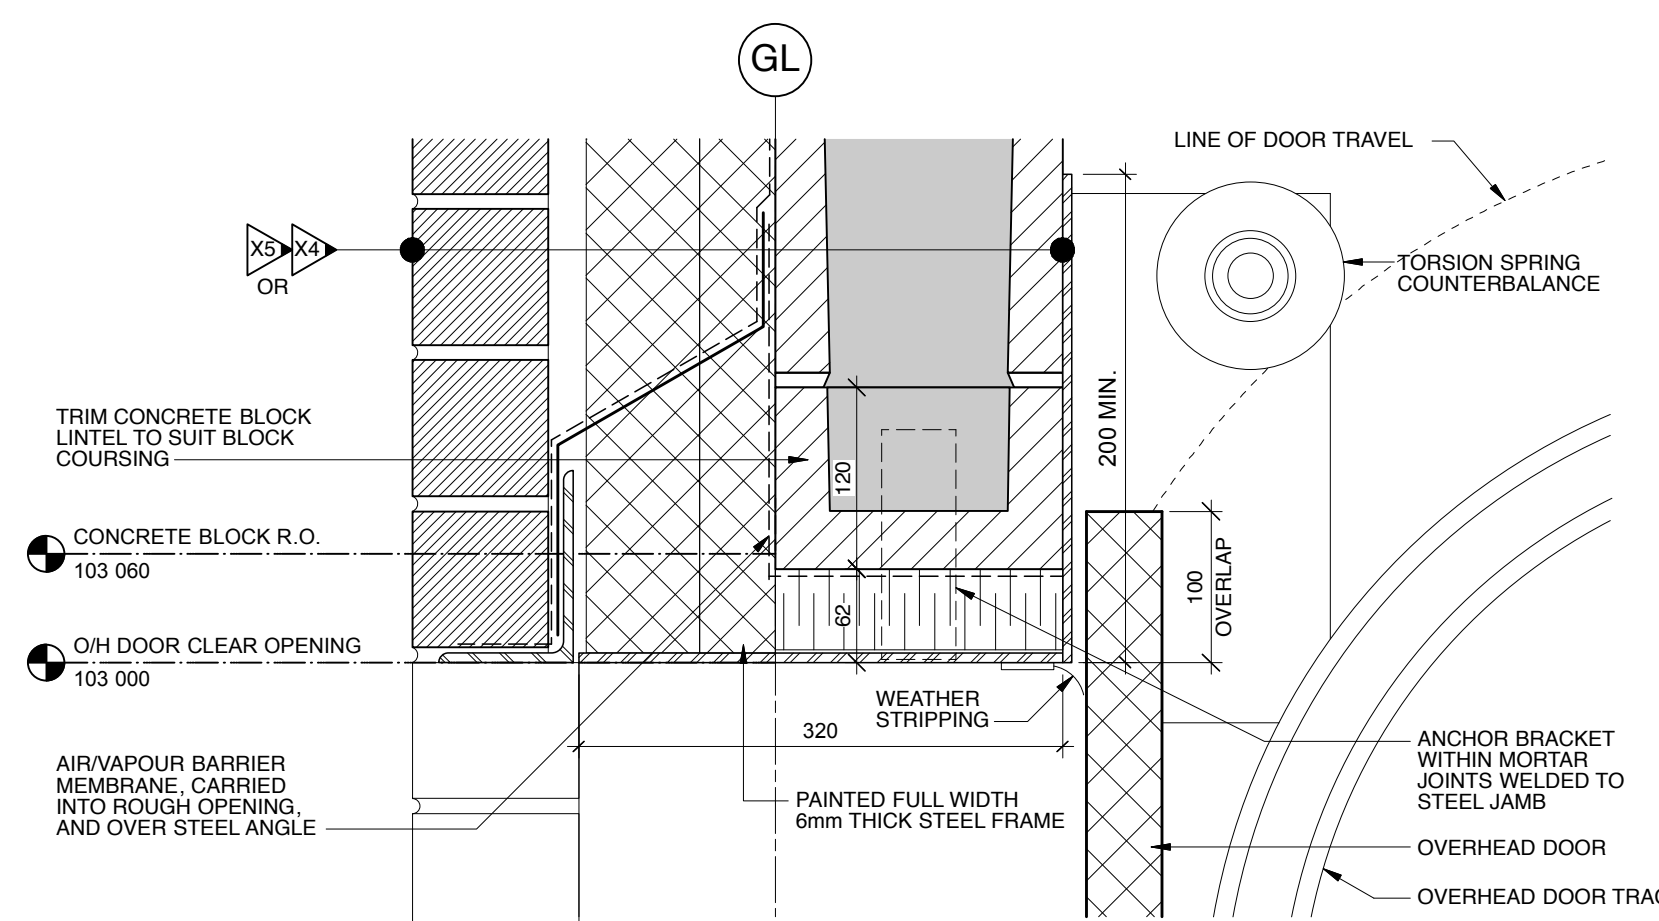 GL
LINE OF DOOR TRAVEL
X5
X4
OR
TORSION SPRING
COUNTERBALANCE
TRIM CONCRETE BLOCK
LINTEL TO SUIT BLOCK
COURSING
200 MIN.
120
CONCRETE BLOCK R.O.
103 060
100
OVERLAP
62
O/H DOOR CLEAR OPENING
103 000
WEATHER
STRIPPING
320
AIR/VAPOUR BARRIER
MEMBRANE, CARRIED
INTO ROUGH OPENING,
AND OVER STEEL ANGLE
PAINTED FULL WIDTH
6mm THICK STEEL FRAME
ANCHOR BRACKET
WITHIN MORTAR
JOINTS WELDED TO
STEEL JAMB
OVERHEAD DOOR
OVERHEAD DOOR